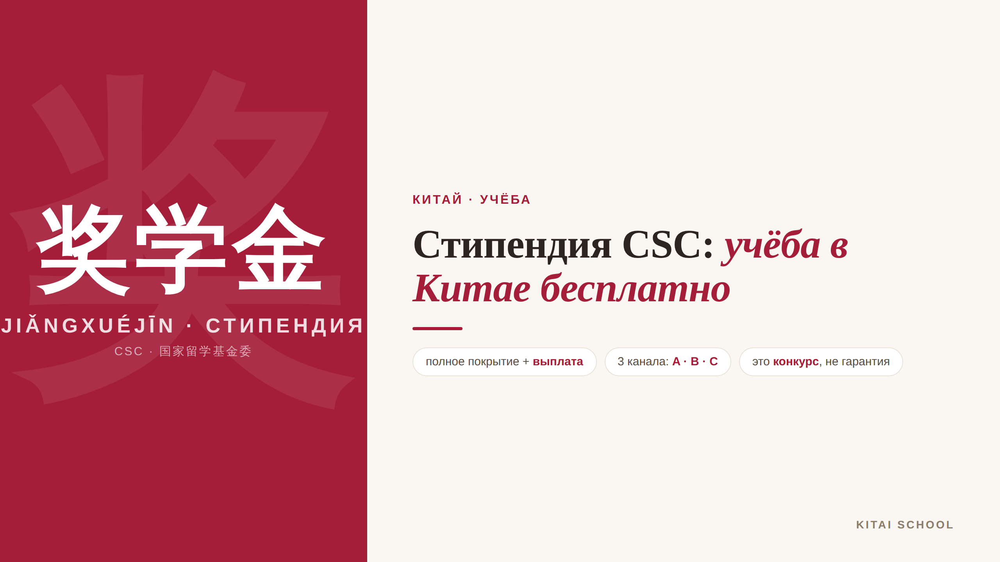 奖
奖学金
JIǍNGXUÉJĪN · СТИПЕНДИЯ
CSC · 国家留学基金委
КИТАЙ · УЧЁБА
Стипендия CSC: учёба в
Китае бесплатно
полное покрытие + выплата
3 канала: A · B · C
это конкурс, не гарантия
KITAI SCHOOL